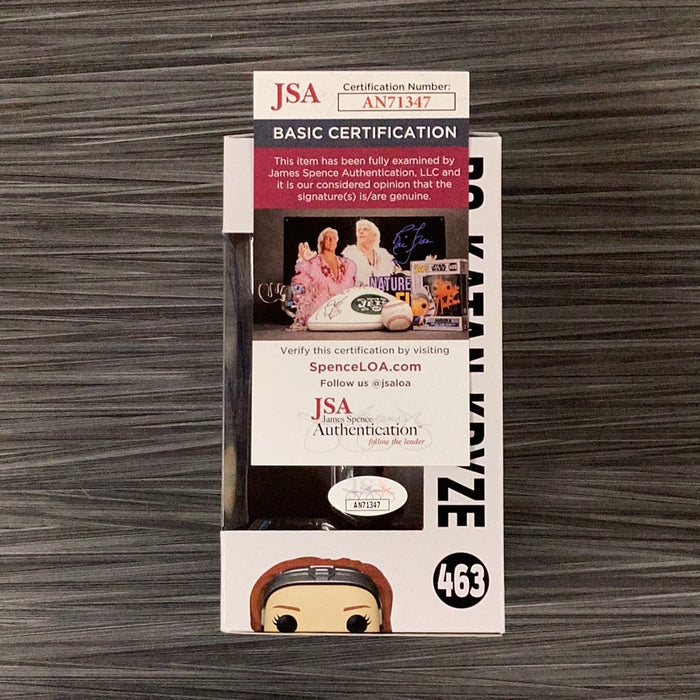 JSA
Certification Number:
AN71347
BASIC CERTIFICATION
This item has been fully examined by
James Spence Authentication, LLC and
it is our considered opinion that the
signature(s) is/are genuine.
NATURE
JETS
Verify this certification by visiting
SpenceLOA.com
Follow us @jsaloa
JSA
James Spence
Authentication™
follow the leader
AN71347
BO-KATAN KRYZE
463